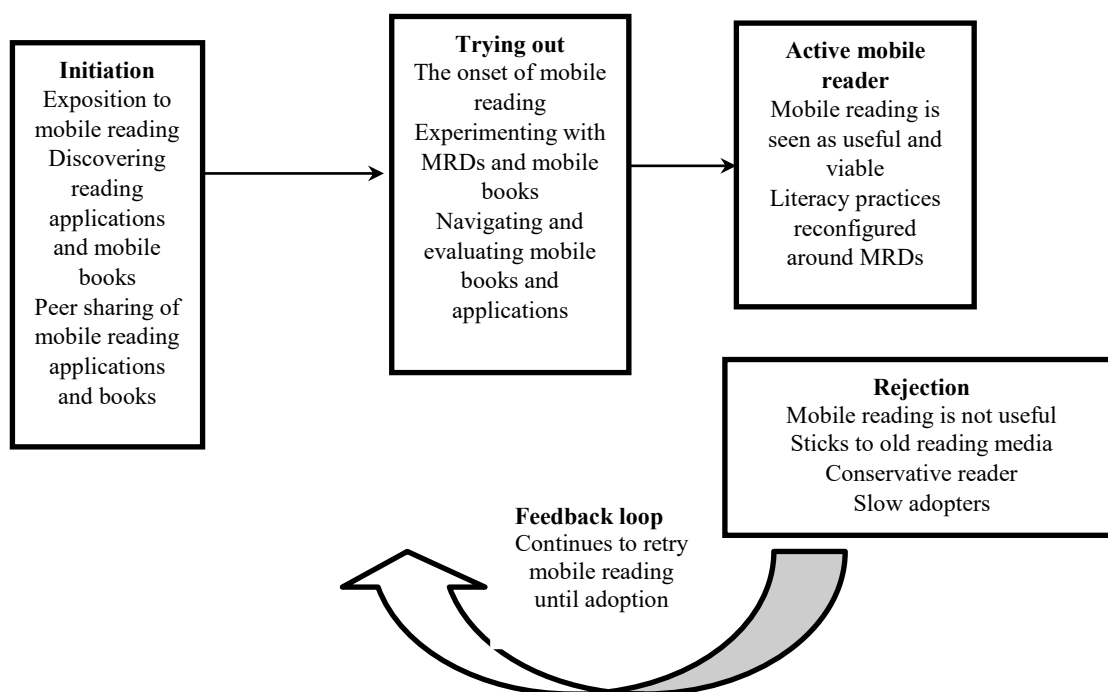 Initiation
Exposition to
mobile reading
Discovering
reading
applications
and mobile
books
Peer sharing of
mobile reading
applications
and books
Trying out
The onset of mobile
reading
Experimenting with
MRDs and mobile
books
Navigating and
evaluating mobile
books and
applications
Active mobile
reader
Mobile reading is
seen as useful and
viable
Literacy practices
reconfigured
around MRDs
Rejection
Mobile reading is not useful
Sticks to old reading media
Conservative reader
Slow adopters
Feedback loop
Continues to retry
mobile reading
until adoption